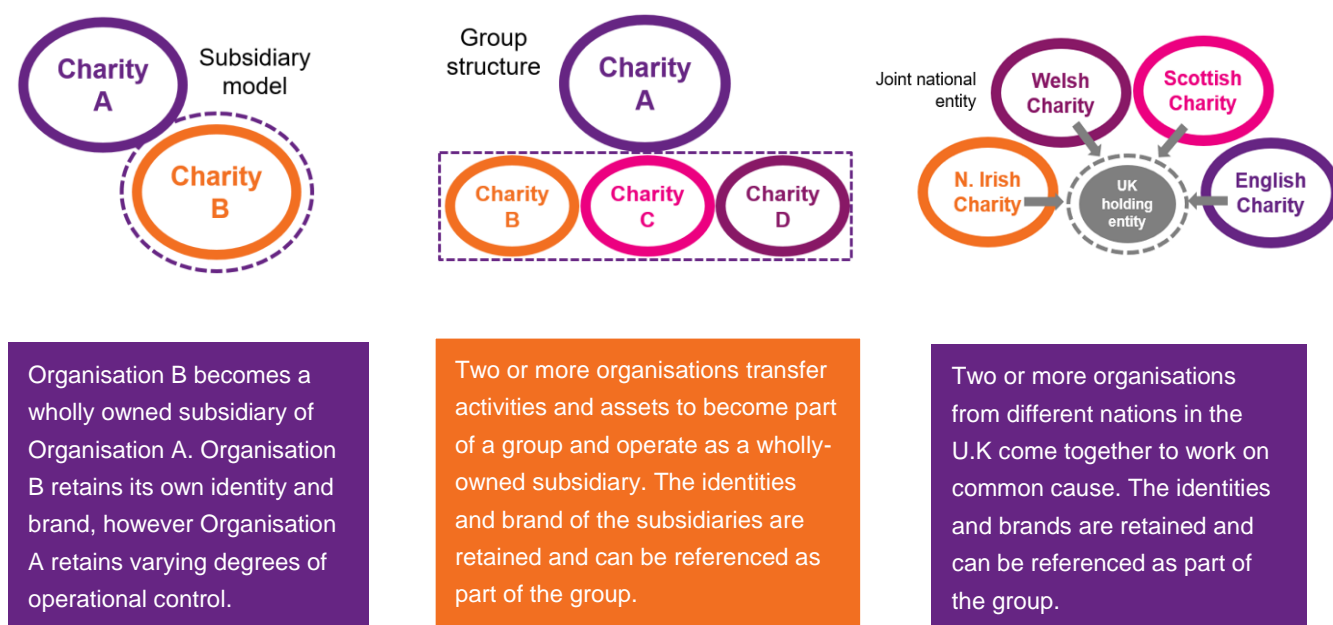 Charity
A
Subsidiary
model
Charity
B
Group
structure
Charity
A
Charity
B
Charity
C
Charity
D
Joint national
entity
Welsh
Charity
Scottish
Charity
N. Irish
Charity
UK
holding
entity
English
Charity
Organisation B becomes a
wholly owned subsidiary of
Organisation A. Organisation
B retains its own identity and
brand, however Organisation
A retains varying degrees of
operational control.
Two or more organisations transfer
activities and assets to become part
of a group and operate as a wholly-
owned subsidiary. The identities
and brand of the subsidiaries are
retained and can be referenced as
part of the group.
Two or more organisations
from different nations in the
U.K come together to work on
common cause. The identities
and brands are retained and
can be referenced as part of
the group.